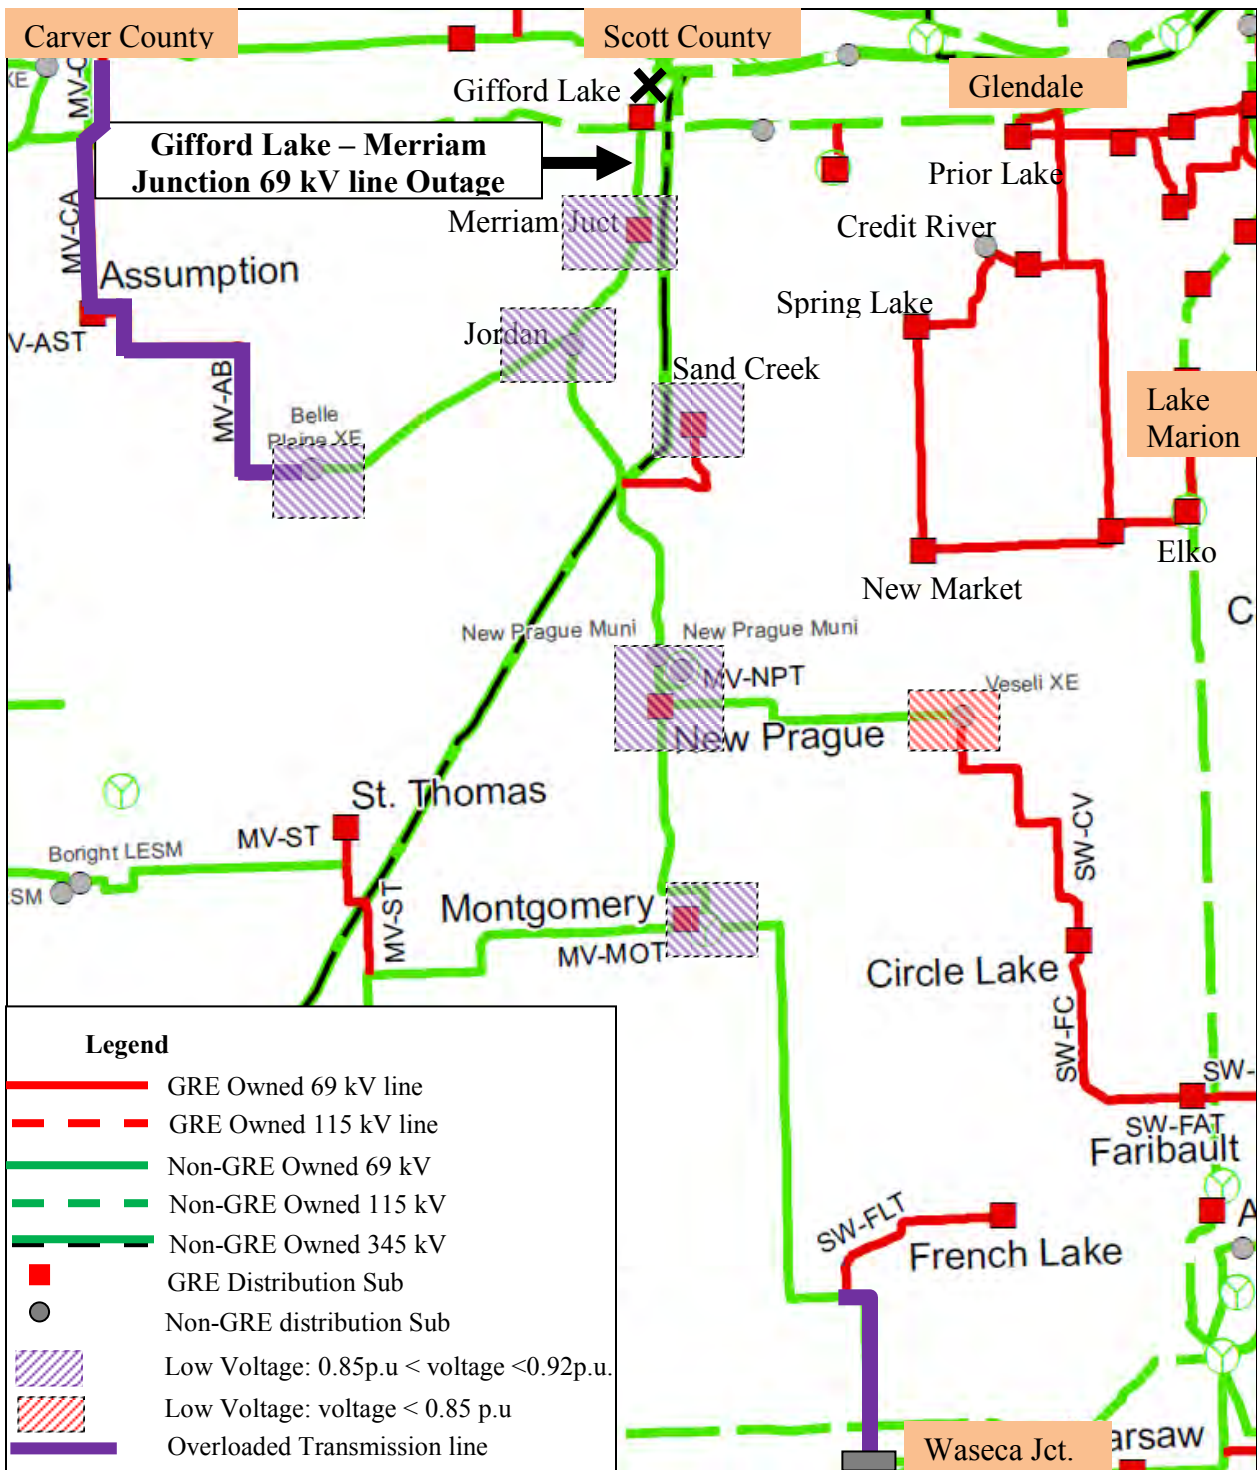 Carver County
Scott County
XE
MV-C
Gifford Lake
Glendale
Gifford Lake – Merriam
Junction 69 kV line Outage
Prior Lake
MV-CA
Merriam Juct
Credit River
Assumption
Spring Lake
V-AST
Jordan
Sand Creek
MV-AB
Lake
Marion
Belle
Plaine XE
Elko
New Market
C
New Prague Muni
New Prague Muni
MV-NPT
Veseli XE
New Prague
St. Thomas
MV-ST
SW-CV
Boright LESM
SM
MV-ST
Montgomery
MV-MOT
Circle Lake
SW-FC
SW-
SW-FAT
Faribault
SW-FLT
A
French Lake
Waseca Jct.
arsaw
Legend
GRE Owned 69 kV line
GRE Owned 115 kV line
Non-GRE Owned 69 kV
Non-GRE Owned 115 kV
Non-GRE Owned 345 kV
GRE Distribution Sub
Non-GRE distribution Sub
Low Voltage: 0.85p.u < voltage <0.92p.u.
Low Voltage: voltage < 0.85 p.u
Overloaded Transmission line